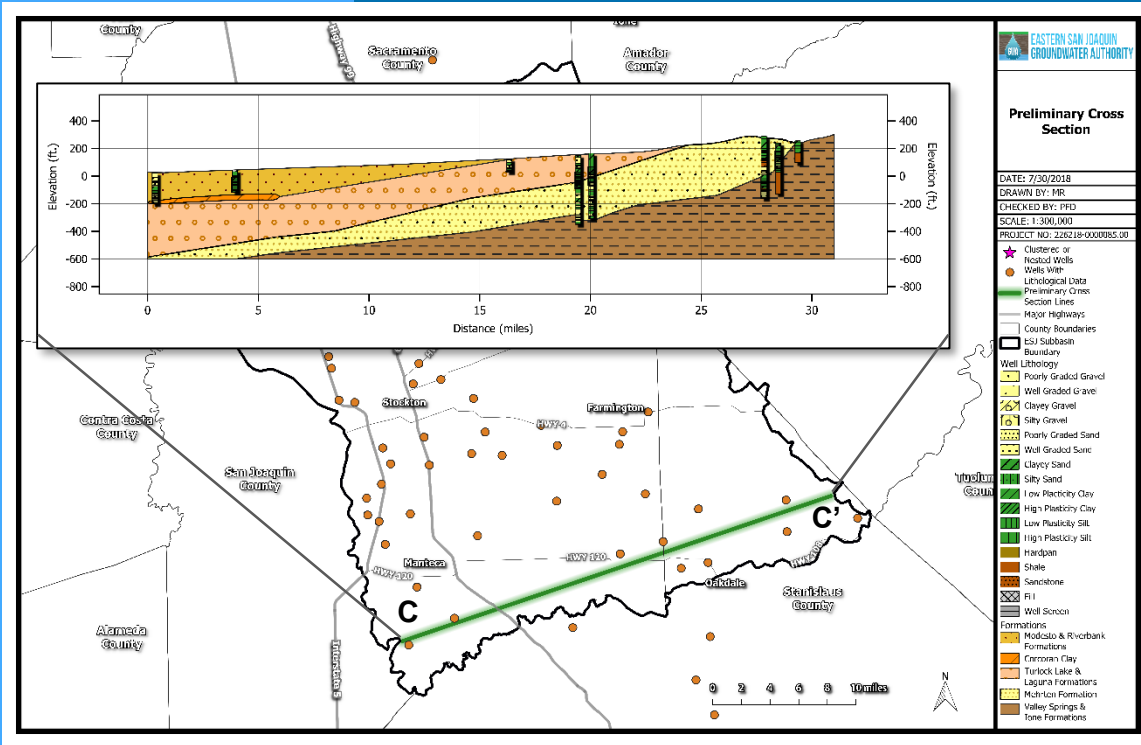 County
Highway 99
Sacramento
County
Ione
Amador
County
400
200
0
-200
-400
-600
-800
Elevation (ft.)
400
200
0
-200
-400
-600
-800
Elevation (ft.)
0
5
10
15
20
25
30
Distance (miles)
Stockton
Farmington
HWY 4
Contra Costa
County
San Joaquin
County
Tuolum
Coun
C'
Manteca
HWY 120
HWY 120
HWY 108
Oakdale
Stanislaus
County
C
Alameda
County
Interstate 5
0 2 4 6 8 10 miles
N
EASTERN SAN JOAQUIN
GROUNDWATER AUTHORITY
Preliminary Cross
Section
DATE: 7/30/2018
DRAWN BY: MR
CHECKED BY: PFD
SCALE: 1:300,000
PROJECT NO: 226218-0000085.00
Clustered or
Nested Wells
Wells With
Lithological Data
Preliminary Cross
Section Lines
Major Highways
County Boundaries
ESJ Subbasin
Boundary
Well Lithology
Poorly Graded Gravel
Well Graded Gravel
Clayey Gravel
Silty Gravel
Poorly Graded Sand
Well Graded Sand
Clayey Sand
Silty Sand
Low Plasticity Clay
High Plasticity Clay
Low Plasticity Silt
High Plasticity Silt
Hardpan
Shale
Sandstone
Fill
Well Screen
Formations
Modesto & Riverbank
Formations
Corcoran Clay
Turlock Lake &
Laguna Formations
Mehrten Formation
Valley Springs &
Ione Formations